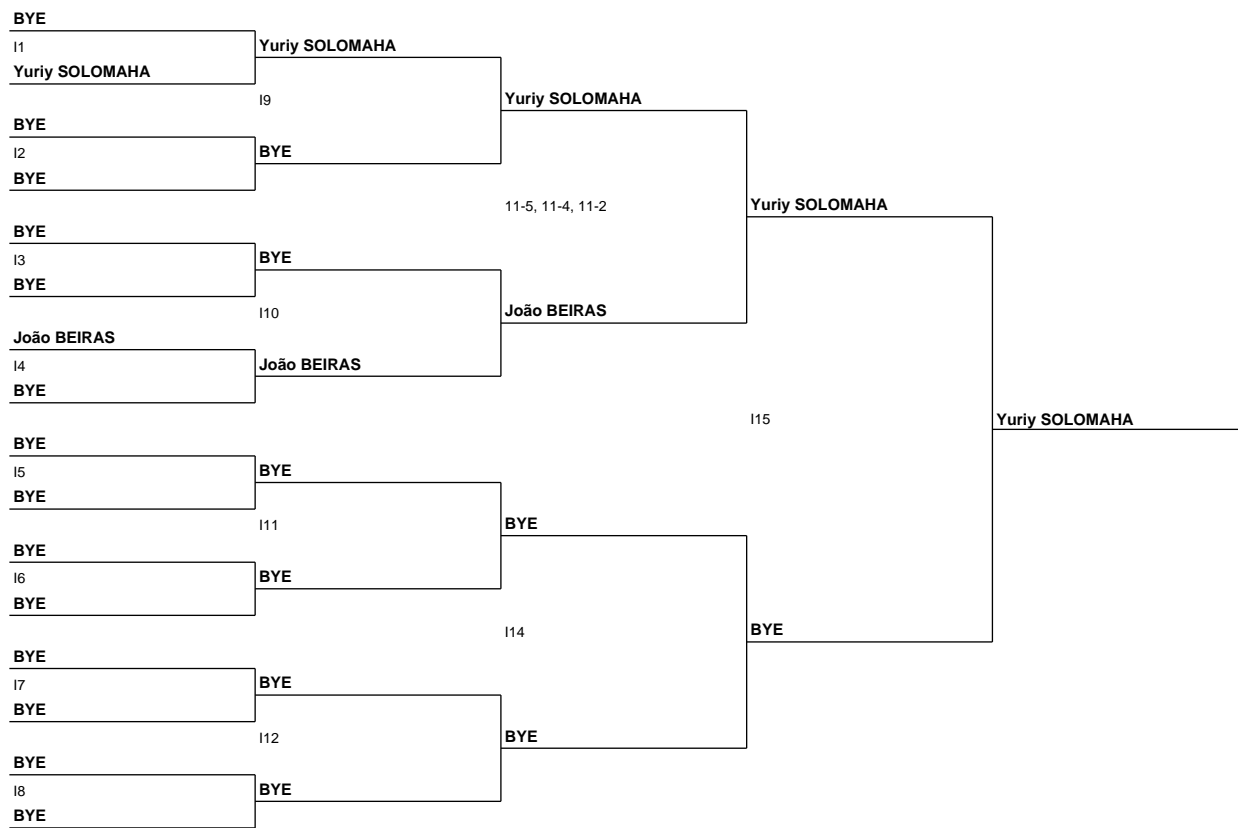 BYE
I1
Yuriy SOLOMAHA
BYE
I2
BYE
BYE
I3
BYE
João BEIRAS
I4
BYE
BYE
I5
BYE
BYE
I6
BYE
BYE
I7
BYE
BYE
I8
BYE
Yuriy SOLOMAHA
I9
BYE
BYE
I10
João BEIRAS
BYE
I11
BYE
BYE
I12
BYE
Yuriy SOLOMAHA
11-5, 11-4, 11-2
João BEIRAS
BYE
I14
BYE
Yuriy SOLOMAHA
I15
BYE
Yuriy SOLOMAHA